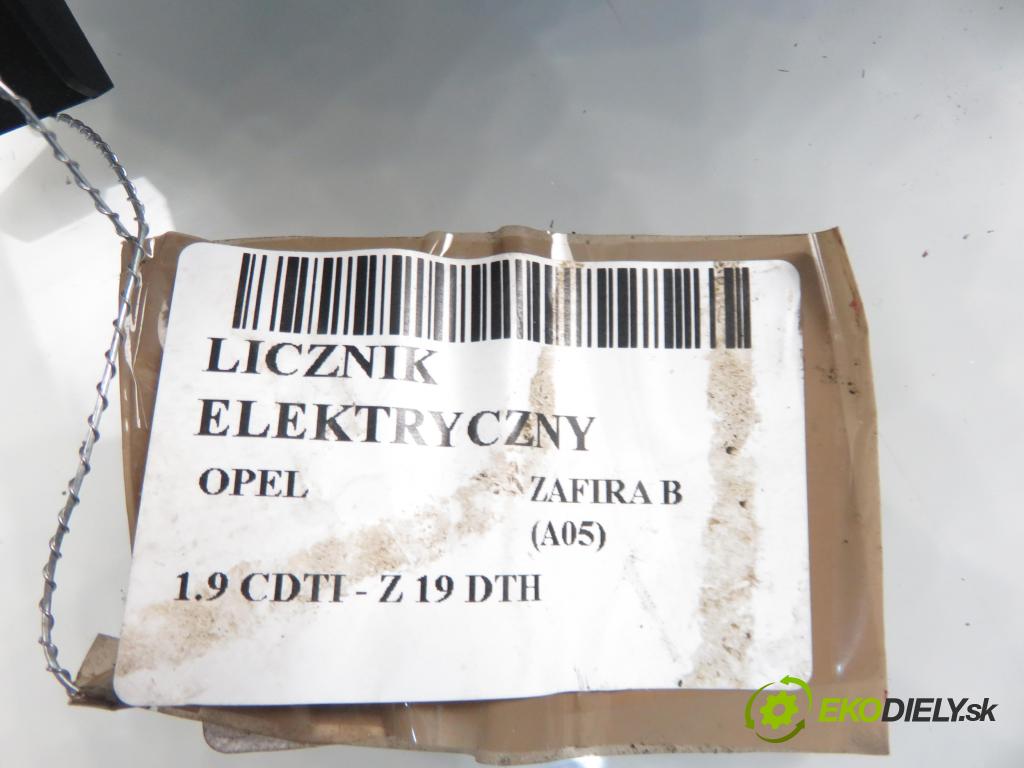 LICZNIK
ELEKTRYCZNY
OPEL ZAFIRA B
(A05)
1.9 CDTI - Z 19 DTH
EKODIELY.sk